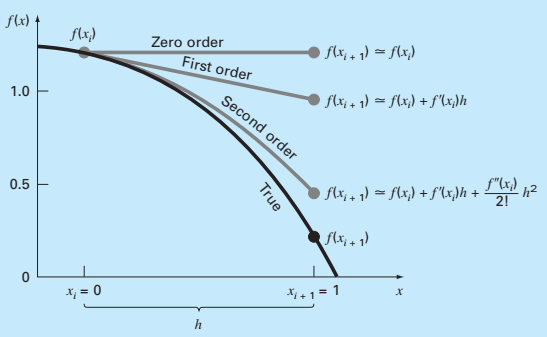 f(x)
f(xᵢ)
Zero order
f(xᵢ ₊ ₁) ≃ f(xᵢ)
First order
1.0
f(xᵢ ₊ ₁) ≃ f(xᵢ) + f′(xᵢ)h
Second order
0.5
True
f(xᵢ ₊ ₁) ≃ f(xᵢ) + f′(xᵢ)h + f″(xᵢ)/2! h²
f(xᵢ ₊ ₁)
0
xᵢ = 0
xᵢ ₊ ₁ = 1
x
h